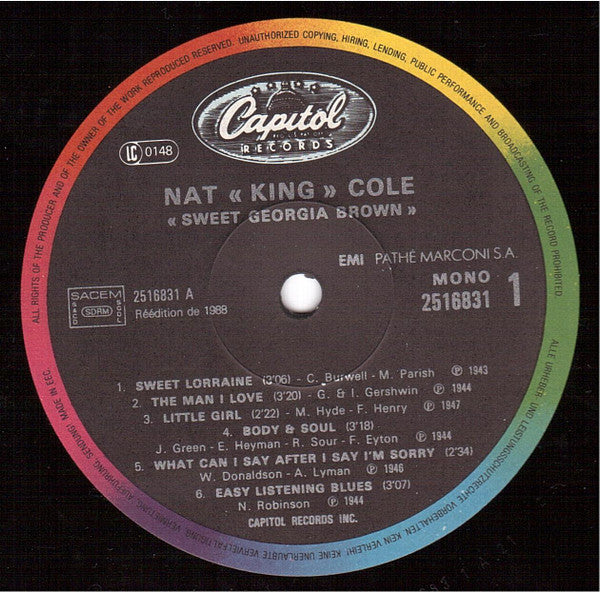 ALL RIGHTS OF THE PRODUCER AND OF THE OWNER OF THE WORK REPRODUCED RESERVED. UNAUTHORIZED COPYING, HIRING, LENDING, PUBLIC PERFORMANCE AND BROADCASTING OF THE RECORD PROHIBITED.
Capitol
RECORDS
LC 0148
NAT « KING » COLE
« SWEET GEORGIA BROWN »
EMI PATHÉ MARCONI S.A.
MONO
2516831 1
SACEM
SACD SDRM SGDL
2516831 A
Réédition de 1988
1. SWEET LORRAINE (3'06) - C. Burwell - M. Parish ℗ 1943
2. THE MAN I LOVE (3'20) - G. & I. Gershwin ℗ 1944
3. LITTLE GIRL (2'22) - M. Hyde - F. Henry ℗ 1947
4. BODY & SOUL (3'18)
J. Green - E. Heyman - R. Sour - F. Eyton ℗ 1944
5. WHAT CAN I SAY AFTER I SAY I'M SORRY (2'34)
W. Donaldson - A. Lyman ℗ 1946
6. EASY LISTENING BLUES (3'07)
N. Robinson ℗ 1944
CAPITOL RECORDS INC.
ALLE URHEBER- UND LEISTUNGSSCHUTZRECHTE VORBEHALTEN. KEIN VERLEIH! KEINE UNERLAUBTE VERVIELFÄLTIGUNG, VERMIETUNG, AUFFÜHRUNG, SENDUNG! MADE IN EEC.